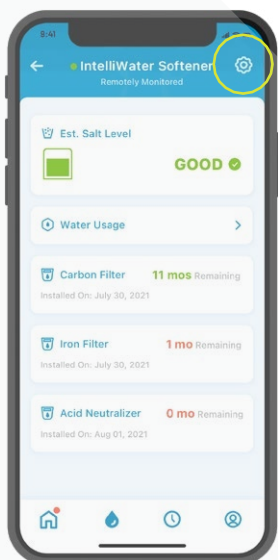 9:41
IntelliWater Softener
Remotely Monitored
Est. Salt Level
GOOD
Water Usage
Carbon Filter 11 mos Remaining
Installed On: July 30, 2021
Iron Filter 1 mo Remaining
Installed On: July 30, 2021
Acid Neutralizer 0 mo Remaining
Installed On: Aug 01, 2021